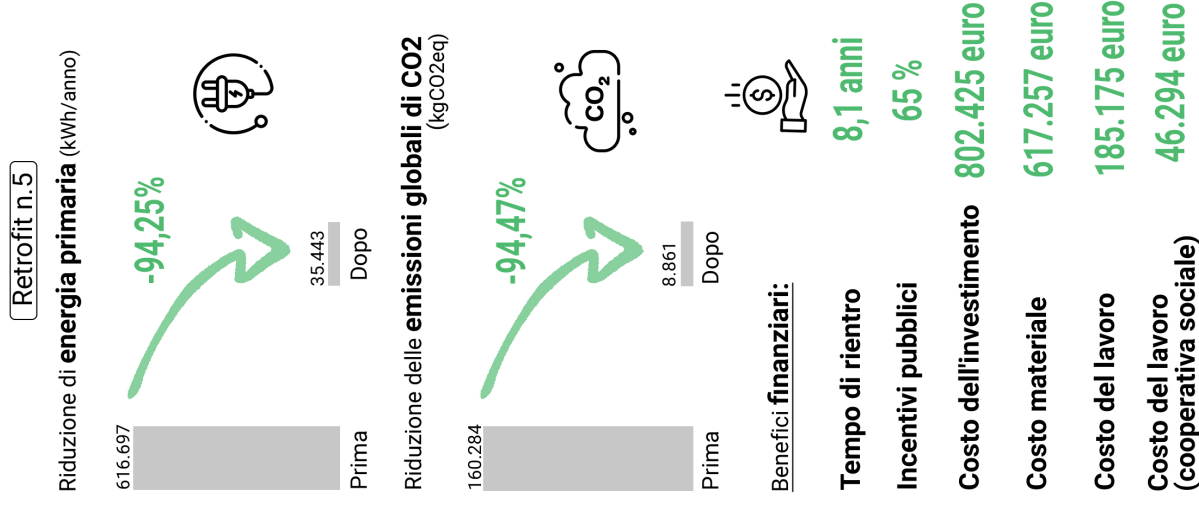 Retrofit n.5
Riduzione di energia primaria (kWh/anno)
-94,25%
616.697
35.443
Prima
Dopo
Riduzione delle emissioni globali di CO2
(kgCO2eq)
-94,47%
CO₂
160.284
8.861
Prima
Dopo
$
Benefici finanziari:
Tempo di rientro 8,1 anni
Incentivi pubblici 65 %
Costo dell'investimento 802.425 euro
Costo materiale 617.257 euro
Costo del lavoro 185.175 euro
Costo del lavoro
(cooperativa sociale) 46.294 euro